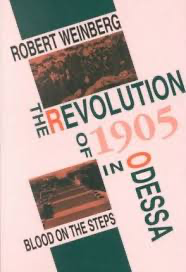 ROBERT WEINBERG
THE REVOLUTION
OF 1905
IN ODESSA
BLOOD ON THE STEPS